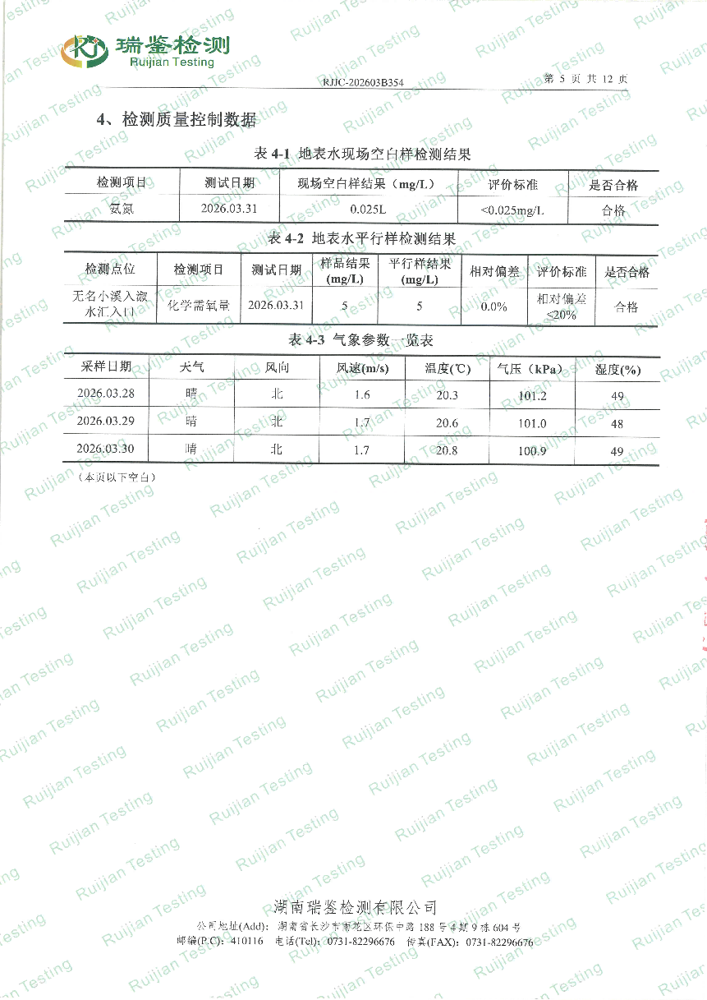 瑞鉴检测
Ruijian Testing
RJJC-202603B354
第 5 页 共 12 页
4、检测质量控制数据
表 4-1 地表水现场空白样检测结果
检测项目 测试日期 现场空白样结果（mg/L） 评价标准 是否合格
氨氮 2026.03.31 0.025L <0.025mg/L 合格
表 4-2 地表水平行样检测结果
检测点位 检测项目 测试日期 样品结果(mg/L) 平行样结果(mg/L) 相对偏差 评价标准 是否合格
无名小溪入溆水汇入口 化学需氧量 2026.03.31 5 5 0.0% 相对偏差<20% 合格
表 4-3 气象参数一览表
采样日期 天气 风向 风速(m/s) 温度(℃) 气压（kPa） 湿度(%)
2026.03.28 晴 北 1.6 20.3 101.2 49
2026.03.29 晴 北 1.7 20.6 101.0 48
2026.03.30 晴 北 1.7 20.8 100.9 49
（本页以下空白）
湖南瑞鉴检测有限公司
公司地址(Add): 湖南省长沙市雨花区环保中路 188 号 4 期 9 栋 604 号
邮编(P.C): 410116 电话(Tel): 0731-82296676 传真(FAX): 0731-82296676